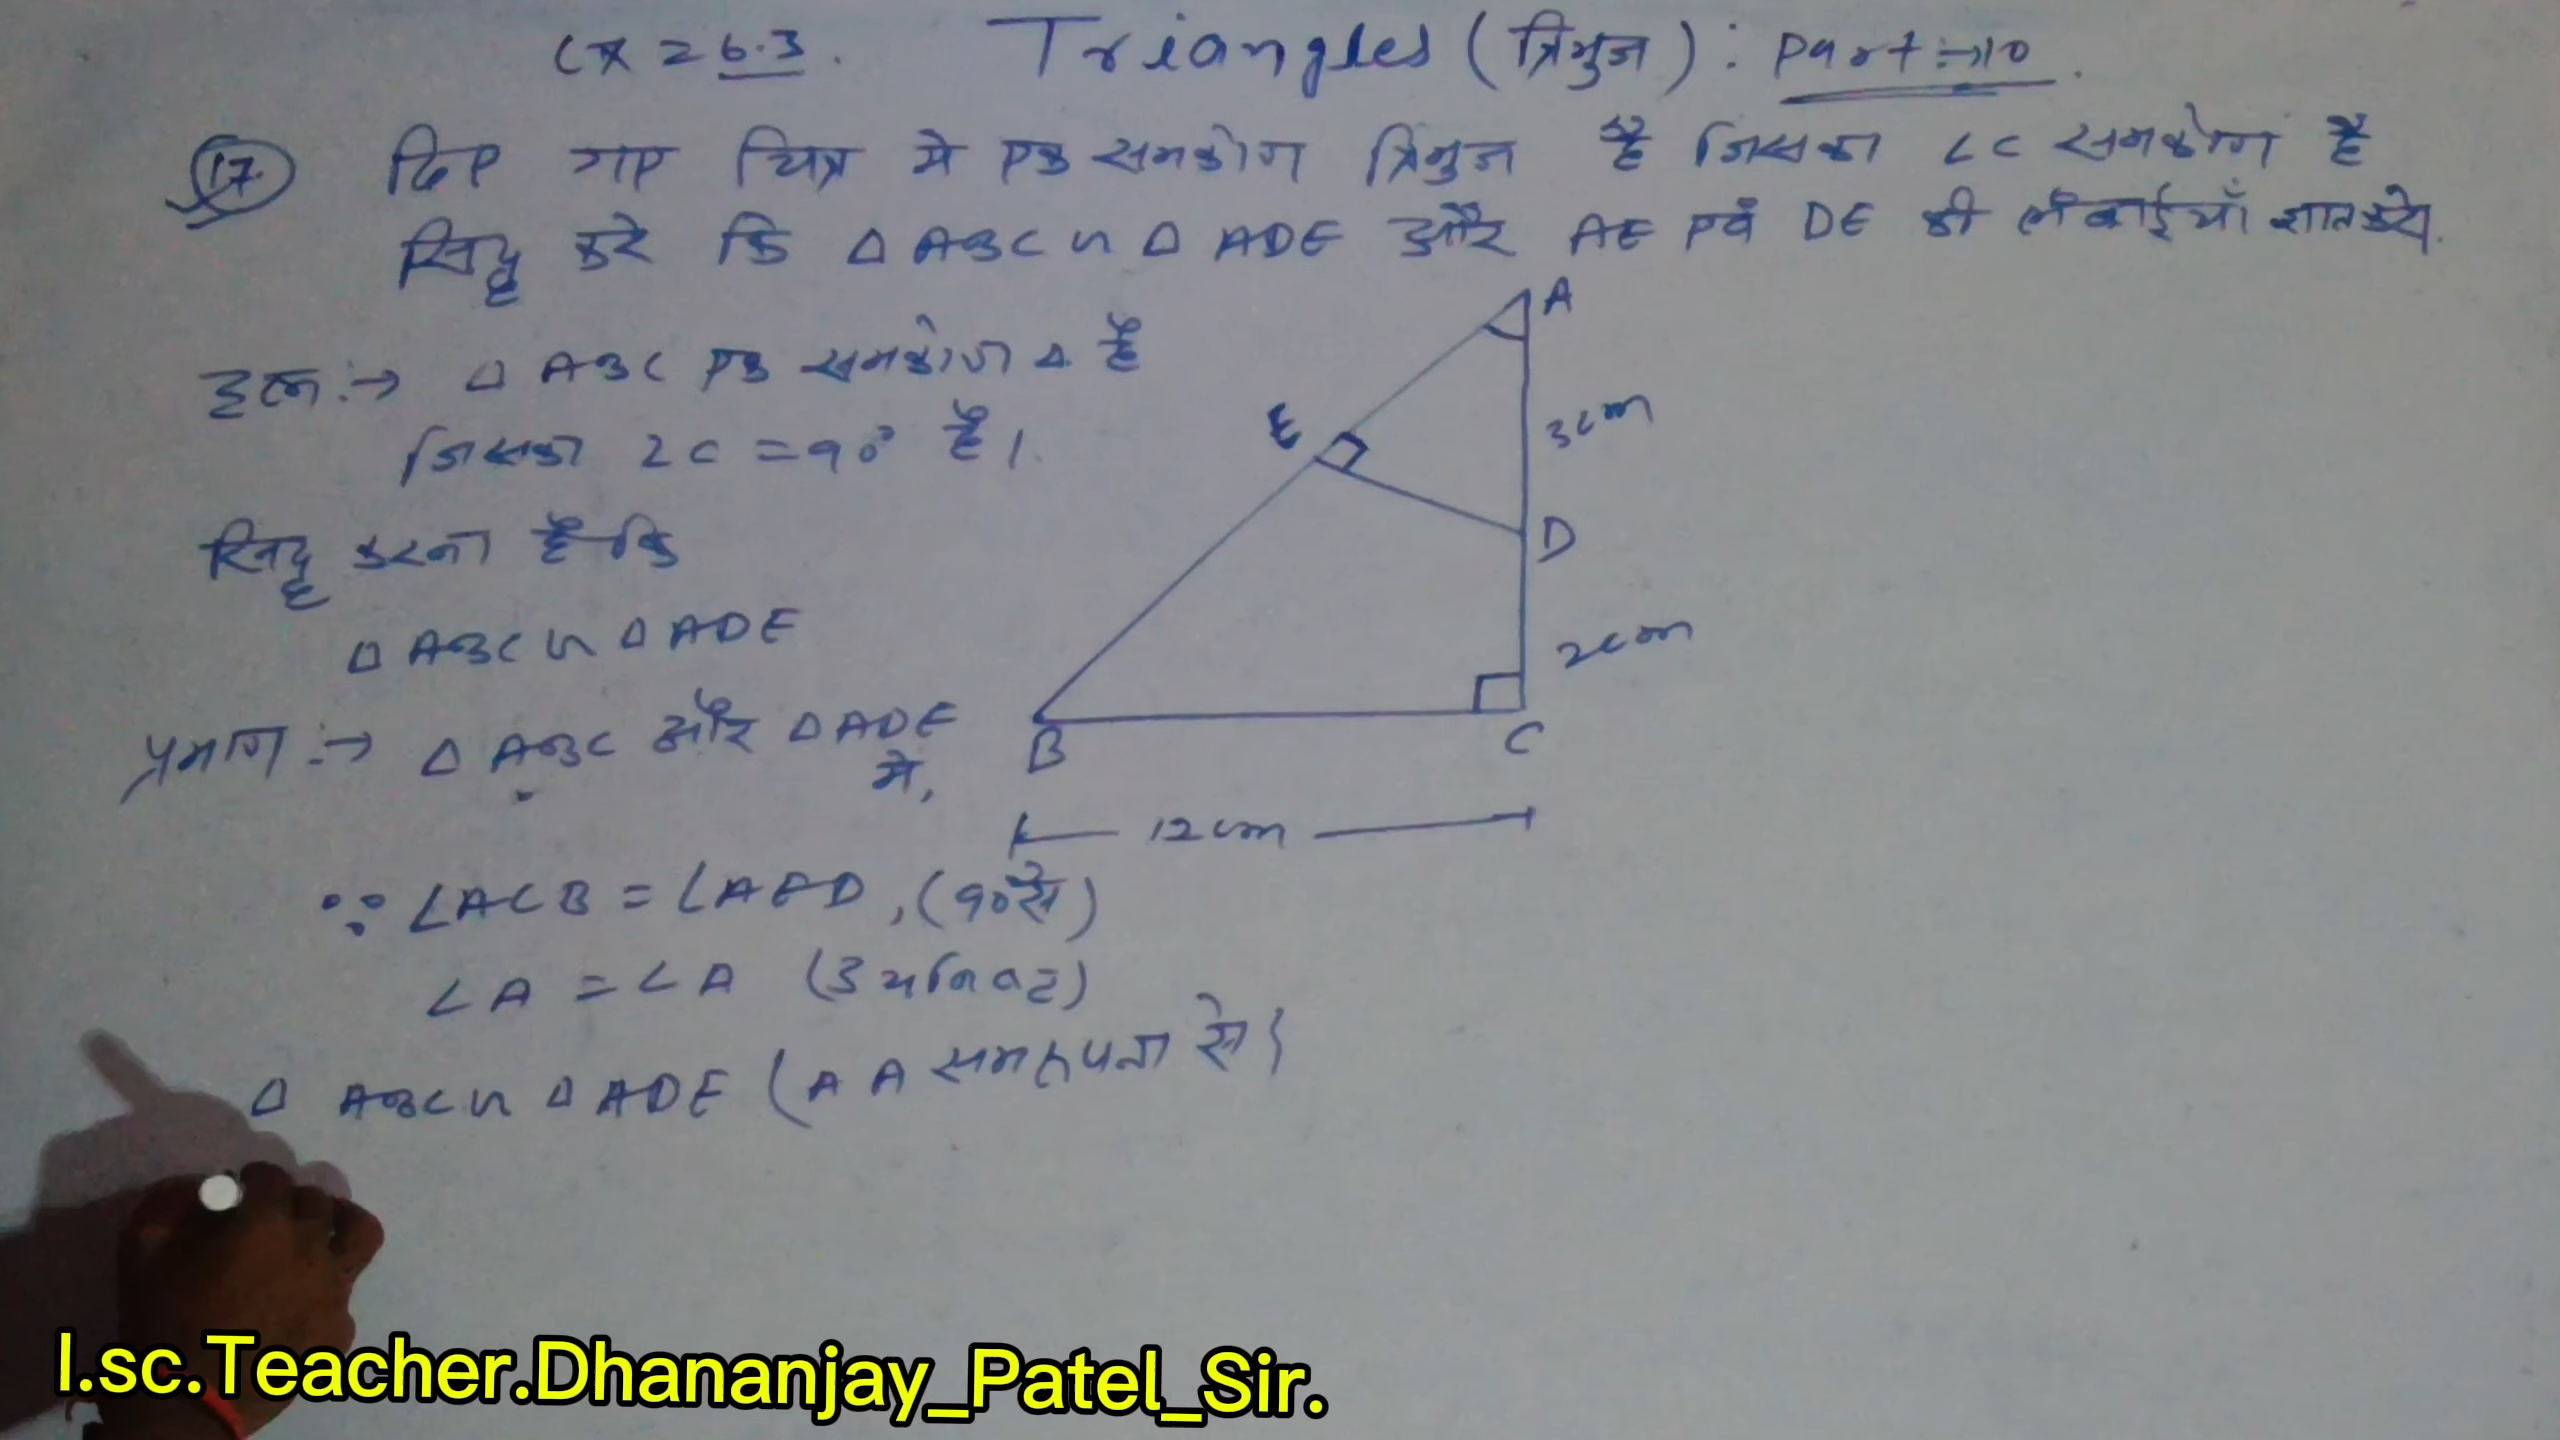 Ex = 6.3. Triangles (त्रिभुज) : Part :→ 10.
17. दिए गए चित्र मे एक समकोण त्रिभुज है जिसका ∠C समकोण है
सिद्ध करे कि △ ABC ∽ △ ADE और AE एवं DE की लंबाईयाँ ज्ञात करे।
हल :→ △ ABC एक समकोण △ है
जिसका ∠C = 90° है।
सिद्ध करना है कि
△ ABC ∽ △ ADE
प्रमाण :→ △ ABC और △ ADE
मे,
∵ ∠ACB = ∠AED, (90° से)
∠A = ∠A (उभयनिष्ठ)
△ ABC ∽ △ ADE (AA समरूपता से)
A
3cm
E
D
2cm
B
C
12cm
I.sc.Teacher.Dhananjay_Patel_Sir.